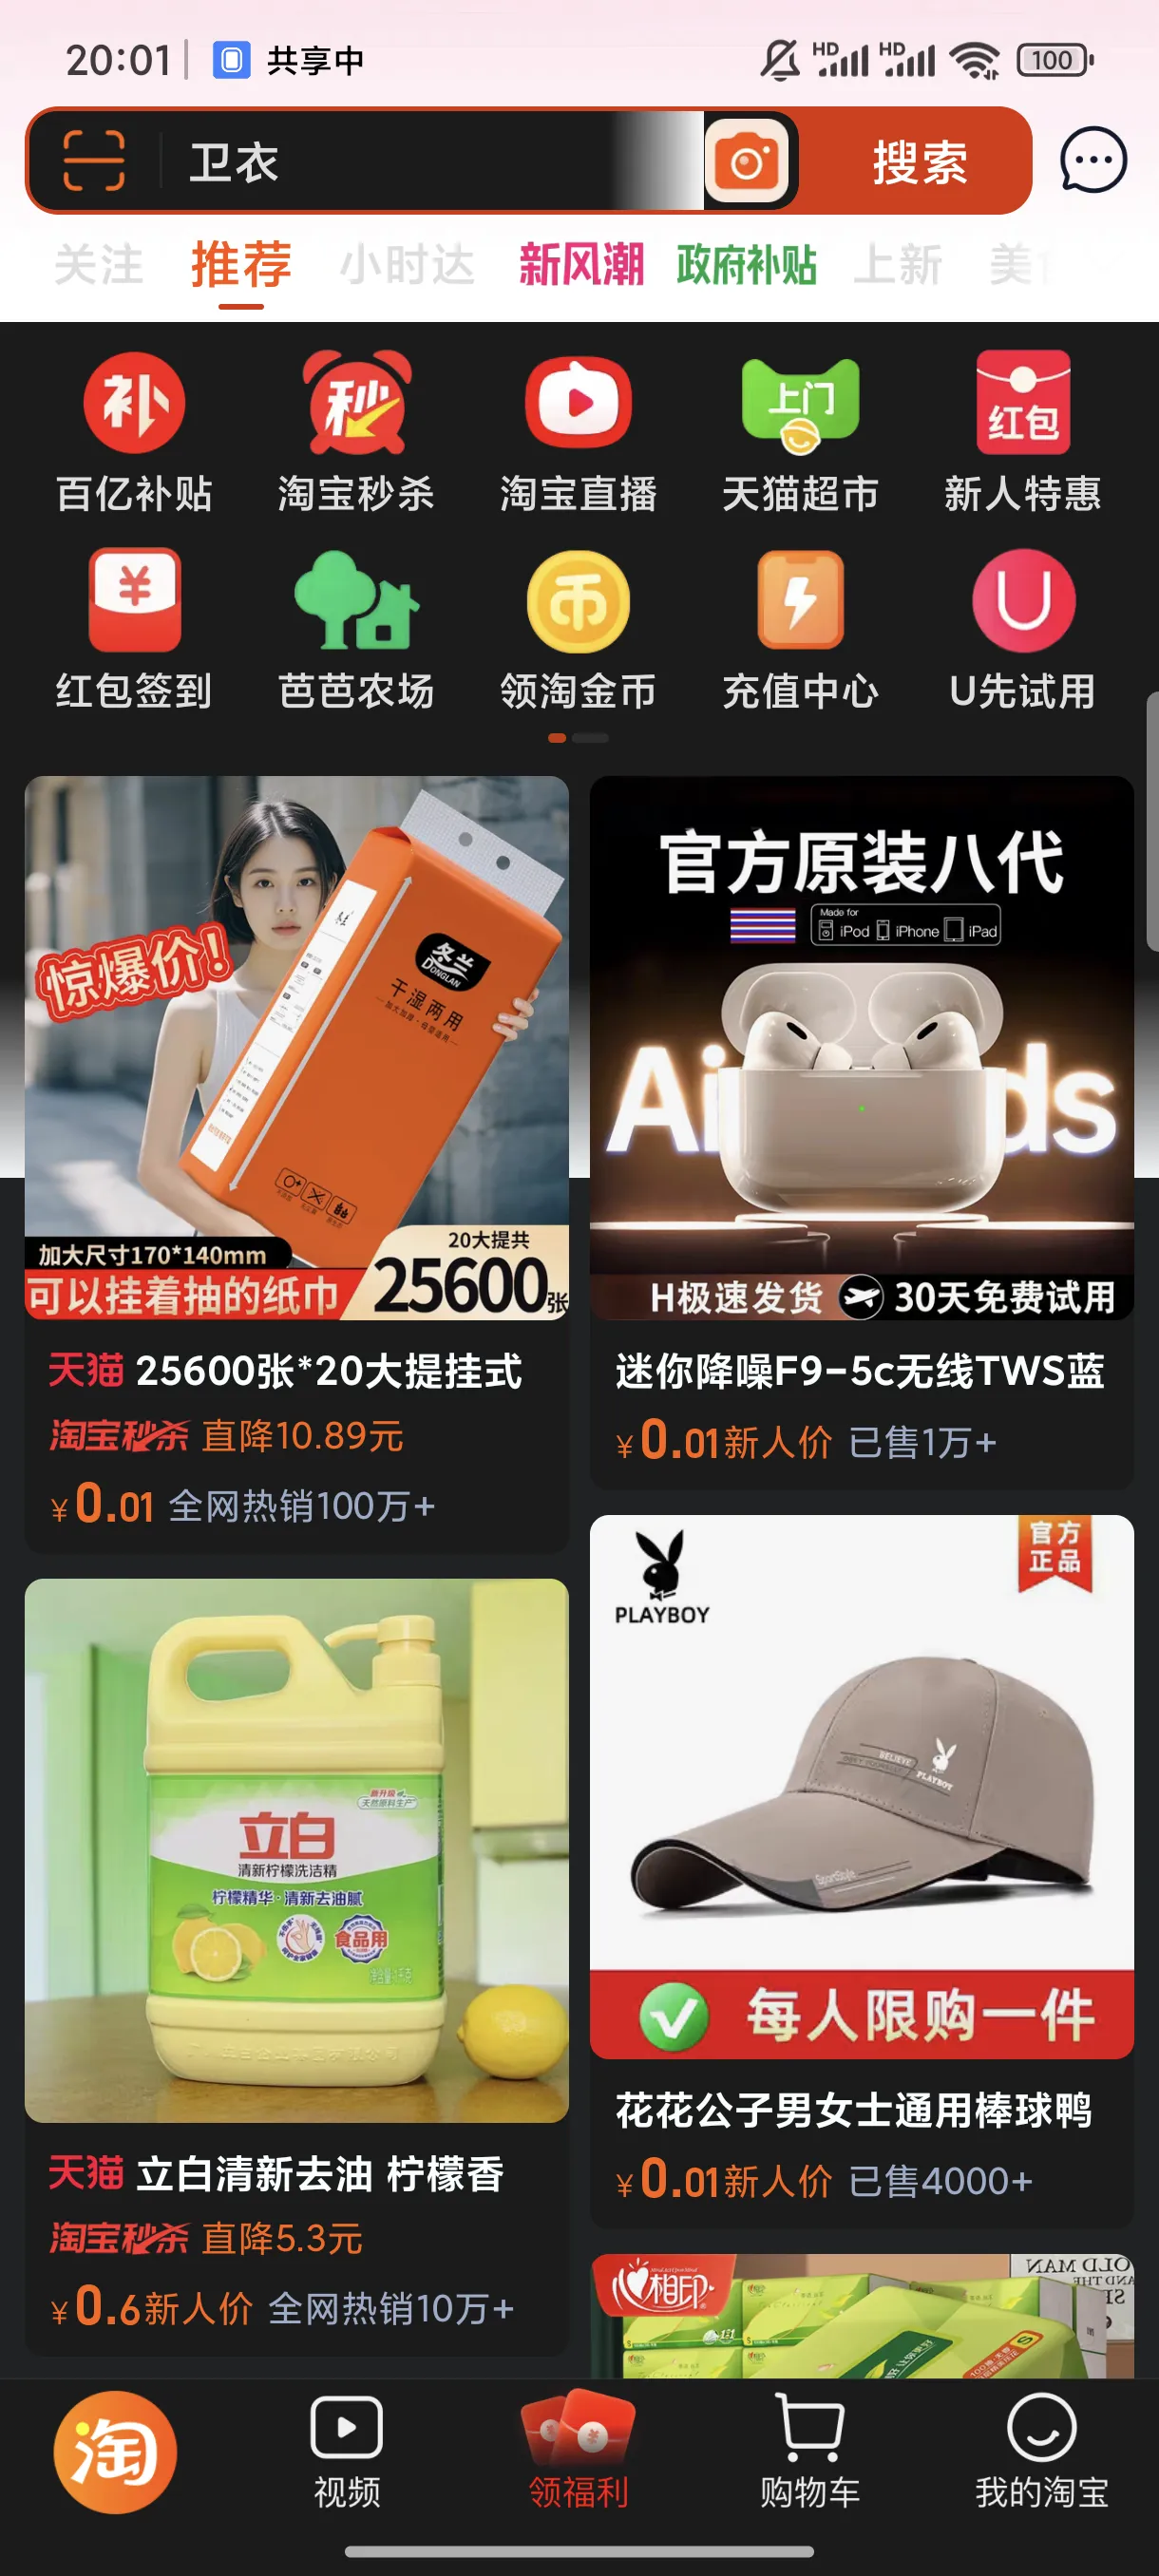 20:01
共享中
HD
HD
100
卫衣
搜索
关注
推荐
小时达
新风潮
政府补贴
上新
补
秒
上门
红包
百亿补贴
淘宝秒杀
淘宝直播
天猫超市
新人特惠
¥
币
U
红包签到
芭芭农场
领淘金币
充值中心
U先试用
惊爆价!
冬兰
DONGLAN
干湿两用
20大提共
加大尺寸170*140mm
可以挂着抽的纸巾
25600张
天猫 25600张*20大提挂式
淘宝秒杀 直降10.89元
¥0.01 全网热销100万+
官方原装八代
Made for
iPod
iPhone
iPad
Ai
ds
H极速发货
30天免费试用
迷你降噪F9-5c无线TWS蓝
¥0.01新人价 已售1万+
立白
清新柠檬洗洁精
柠檬精华·清新去油腻
食品用
天猫 立白清新去油 柠檬香
淘宝秒杀 直降5.3元
¥0.6新人价 全网热销10万+
官方
正品
PLAYBOY
BELIEVE
PLAYBOY
SportStyle
每人限购一件
花花公子男女士通用棒球鸭
¥0.01新人价 已售4000+
心相印
OLD MAN
淘
视频
领福利
购物车
我的淘宝